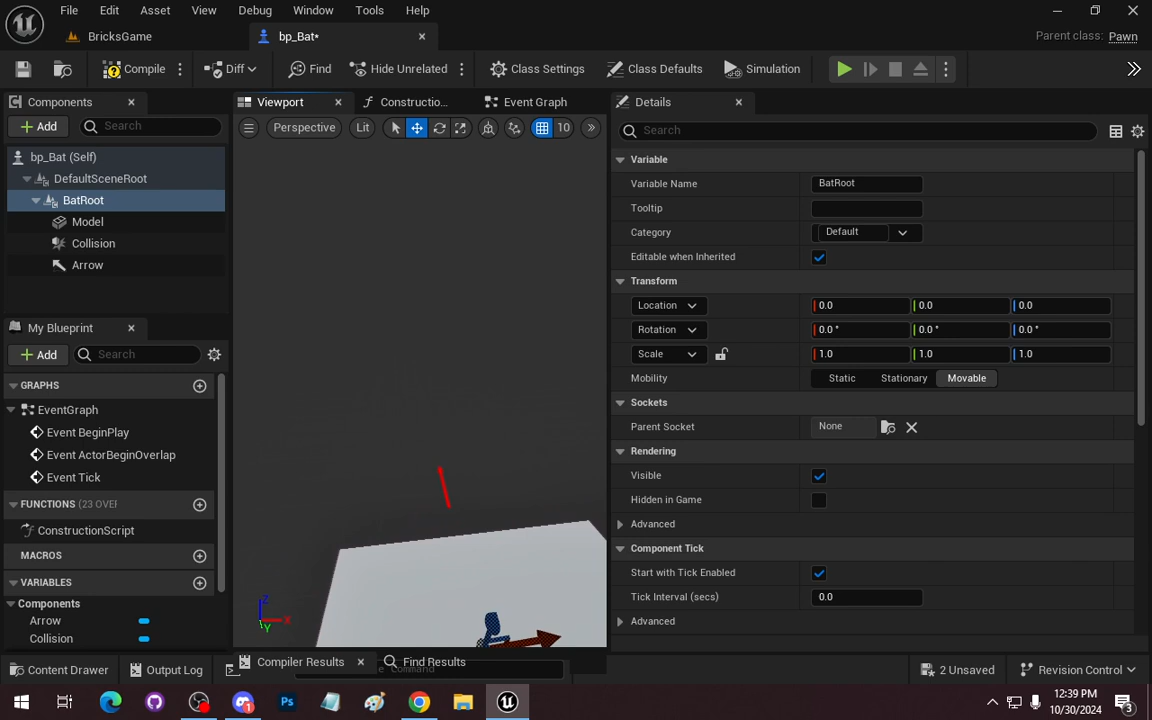 File Edit Asset View Debug Window Tools Help
BricksGame bp_Bat* Parent class: Pawn
Compile Diff Find Hide Unrelated Class Settings Class Defaults Simulation
Components Viewport Constructio... Event Graph Details
Add Search Perspective Lit 10 Search
bp_Bat (Self) Variable
DefaultSceneRoot Variable Name BatRoot
BatRoot Tooltip
Model Category Default
Collision Editable when Inherited
Arrow Transform
Location 0.0 0.0 0.0
My Blueprint Rotation 0.0 ° 0.0 ° 0.0 °
Add Search Scale 1.0 1.0 1.0
GRAPHS Mobility Static Stationary Movable
EventGraph Sockets
Event BeginPlay Parent Socket None
Event ActorBeginOverlap Rendering
Event Tick Visible
FUNCTIONS (23 OVE Hidden in Game
ConstructionScript Advanced
MACROS Component Tick
VARIABLES Start with Tick Enabled
Components Tick Interval (secs) 0.0
Arrow Advanced
Collision
Z X Y
Compiler Results Find Results
Content Drawer Output Log Command 2 Unsaved Revision Control
Ps 12:39 PM
10/30/2024 3